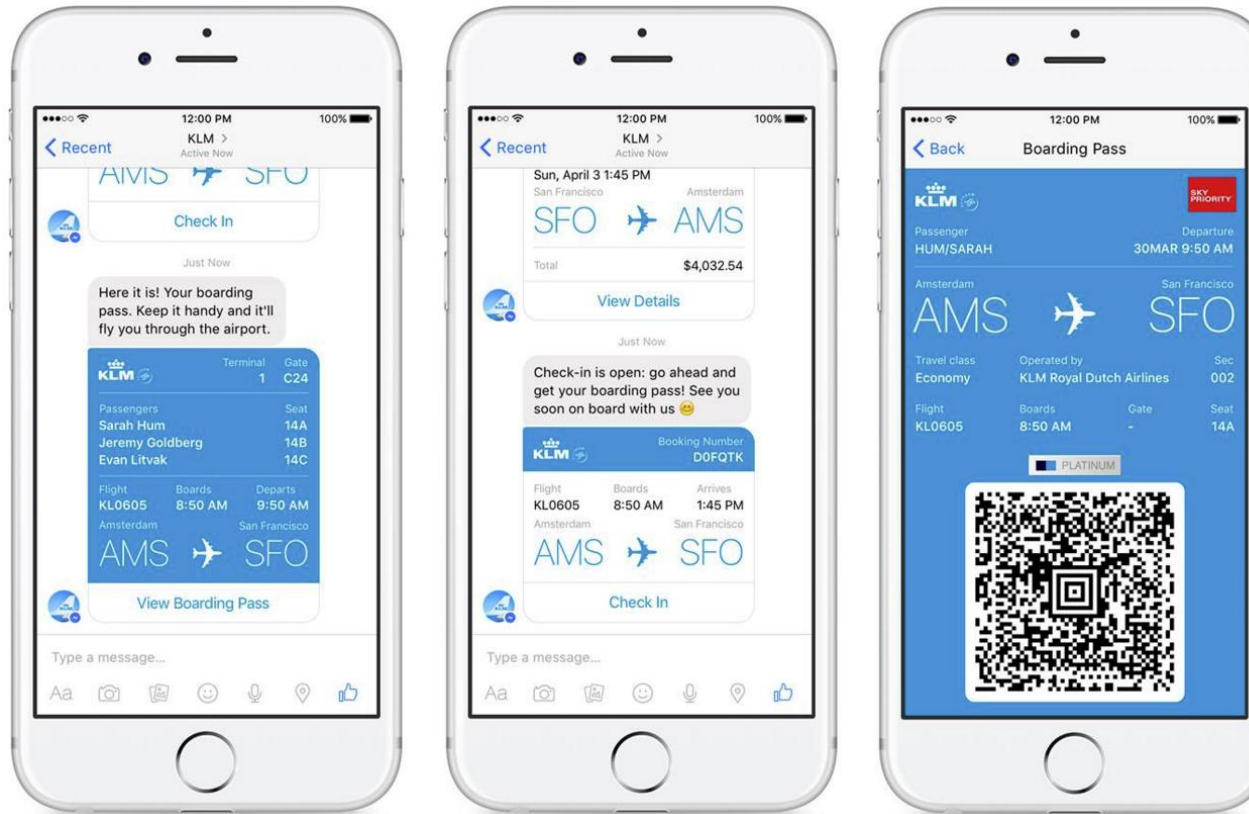 12:00 PM 100%
Recent KLM >
Active Now
AMS SFO
Check In
Just Now
Here it is! Your boarding
pass. Keep it handy and it'll
fly you through the airport.
KLM Terminal Gate
1 C24
Passengers Seat
Sarah Hum 14A
Jeremy Goldberg 14B
Evan Litvak 14C
Flight Boards Departs
KL0605 8:50 AM 9:50 AM
Amsterdam San Francisco
AMS SFO
View Boarding Pass
Type a message...
Aa
12:00 PM 100%
Recent KLM >
Active Now
Sun, April 3 1:45 PM
San Francisco Amsterdam
SFO AMS
Total $4,032.54
View Details
Just Now
Check-in is open: go ahead and
get your boarding pass! See you
soon on board with us 😊
KLM Booking Number
D0FQTK
Flight Boards Arrives
KL0605 8:50 AM 1:45 PM
Amsterdam San Francisco
AMS SFO
Check In
Type a message...
Aa
12:00 PM 100%
Back Boarding Pass
KLM SKY
PRIORITY
Passenger Departure
HUM/SARAH 30MAR 9:50 AM
Amsterdam San Francisco
AMS SFO
Travel class Operated by Sec
Economy KLM Royal Dutch Airlines 002
Flight Boards Gate Seat
KL0605 8:50 AM - 14A
PLATINUM